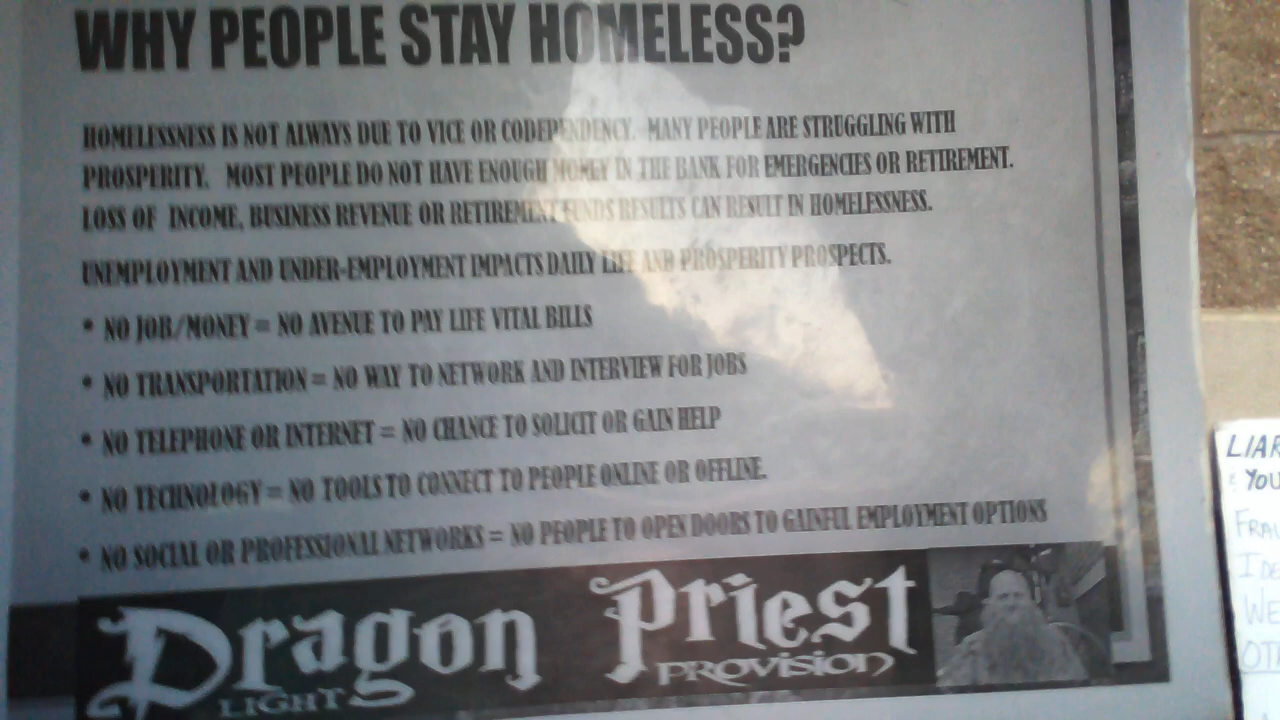 WHY PEOPLE STAY HOMELESS?
HOMELESSNESS IS NOT ALWAYS DUE TO VICE OR CODEPENDENCY. MANY PEOPLE ARE STRUGGLING WITH
PROSPERITY. MOST PEOPLE DO NOT HAVE ENOUGH MONEY IN THE BANK FOR EMERGENCIES OR RETIREMENT.
LOSS OF INCOME, BUSINESS REVENUE OR RETIREMENT FUNDS RESULTS CAN RESULT IN HOMELESSNESS.
UNEMPLOYMENT AND UNDER-EMPLOYMENT IMPACTS DAILY LIFE AND PROSPERITY PROSPECTS.
* NO JOB/MONEY = NO AVENUE TO PAY LIFE VITAL BILLS
* NO TRANSPORTATION = NO WAY TO NETWORK AND INTERVIEW FOR JOBS
* NO TELEPHONE OR INTERNET = NO CHANCE TO SOLICIT OR GAIN HELP
* NO TECHNOLOGY = NO TOOLS TO CONNECT TO PEOPLE ONLINE OR OFFLINE.
* NO SOCIAL OR PROFESSIONAL NETWORKS = NO PEOPLE TO OPEN DOORS TO GAINFUL EMPLOYMENT OPTIONS
Dragon Priest
LIGHT PROVISION
LIAR
& YOU
FRAU
I DE
WE